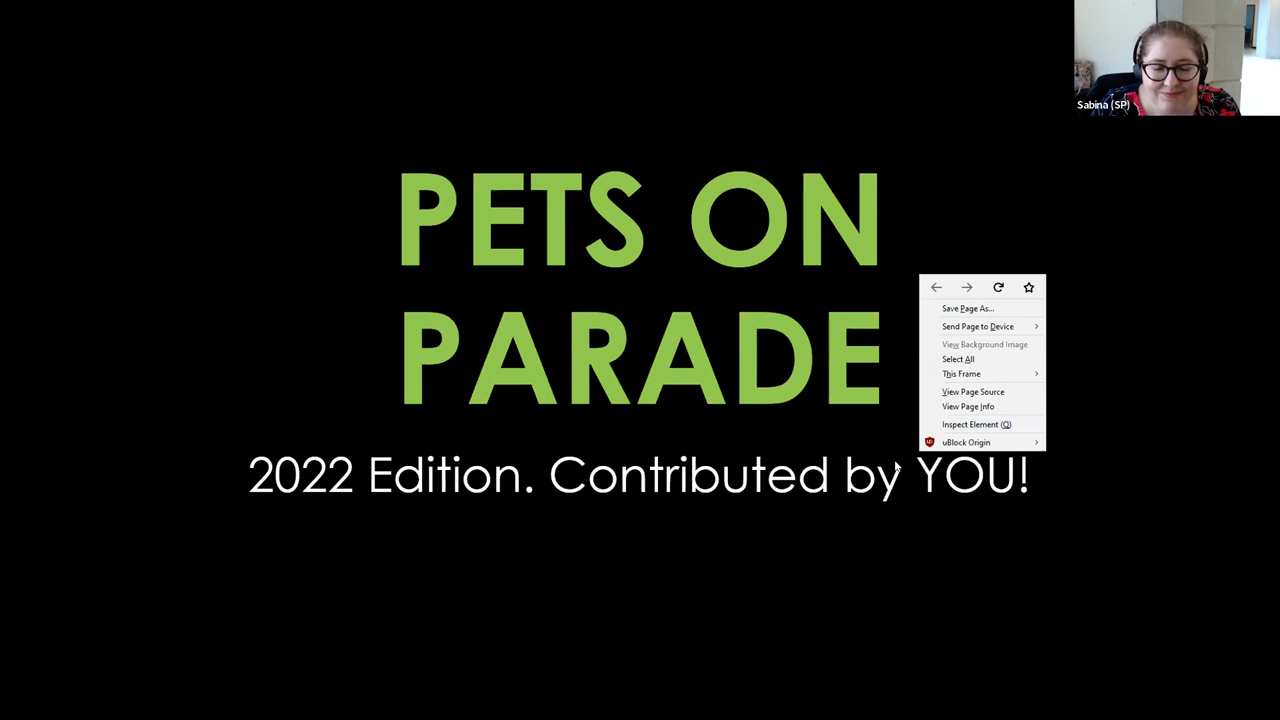 Sabina (SP)
PETS ON
PARADE
Save Page As...
Send Page to Device
View Background Image
Select All
This Frame
View Page Source
View Page Info
Inspect Element (Q)
uBlock Origin
2022 Edition. Contributed by YOU!